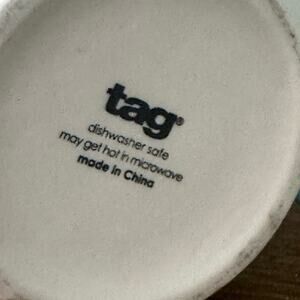 tag®
dishwasher safe
may get hot in microwave
made in China